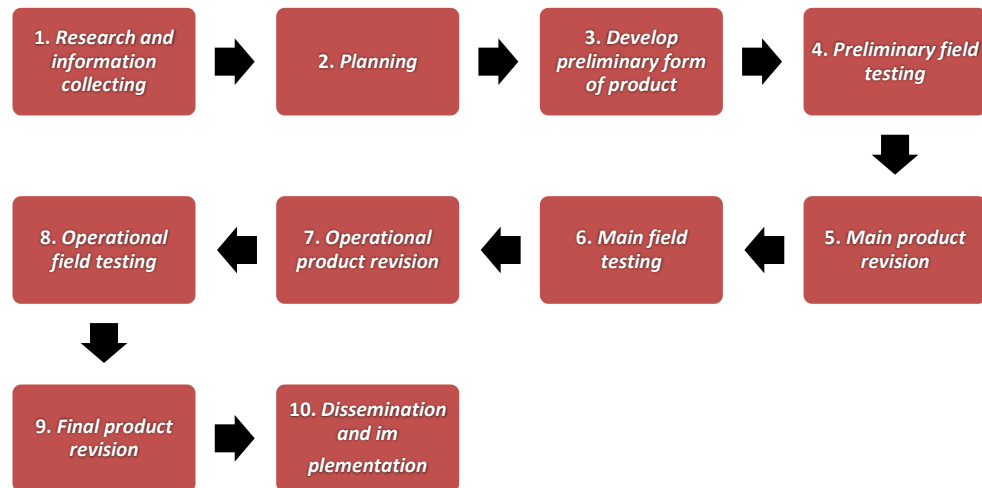 1. Research and
information
collecting
2. Planning
3. Develop
preliminary form
of product
4. Preliminary field
testing
5. Main product
revision
6. Main field
testing
7. Operational
product revision
8. Operational
field testing
9. Final product
revision
10. Dissemination
and im
plementation